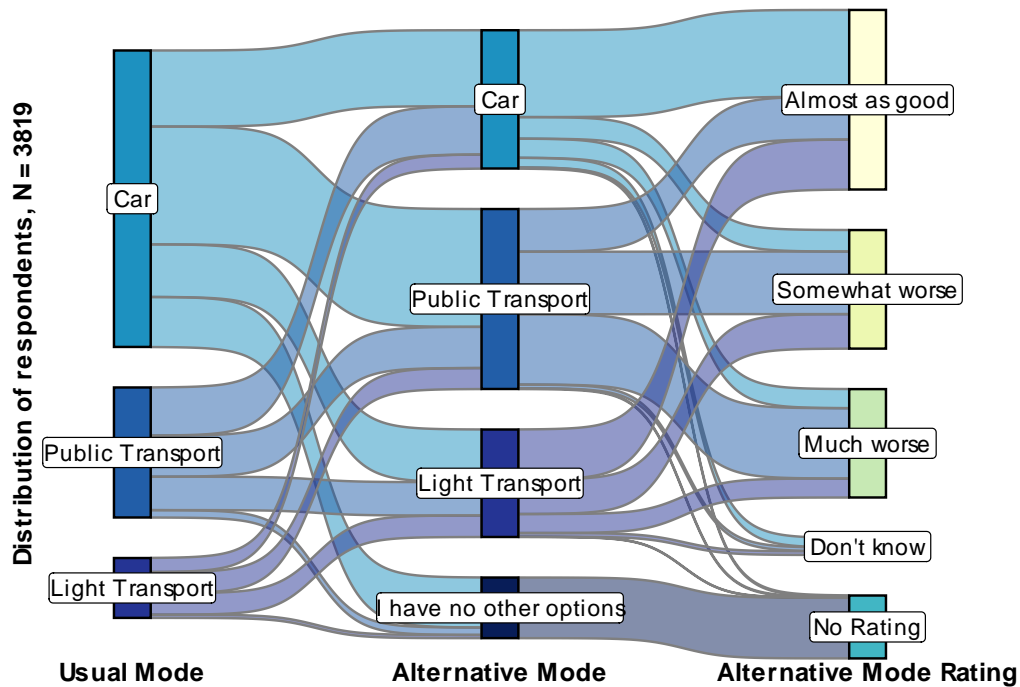 Distribution of respondents, N = 3819
Car
Public Transport
Light Transport
Car
Public Transport
Light Transport
I have no other options
Almost as good
Somewhat worse
Much worse
Don't know
No Rating
Usual Mode
Alternative Mode
Alternative Mode Rating